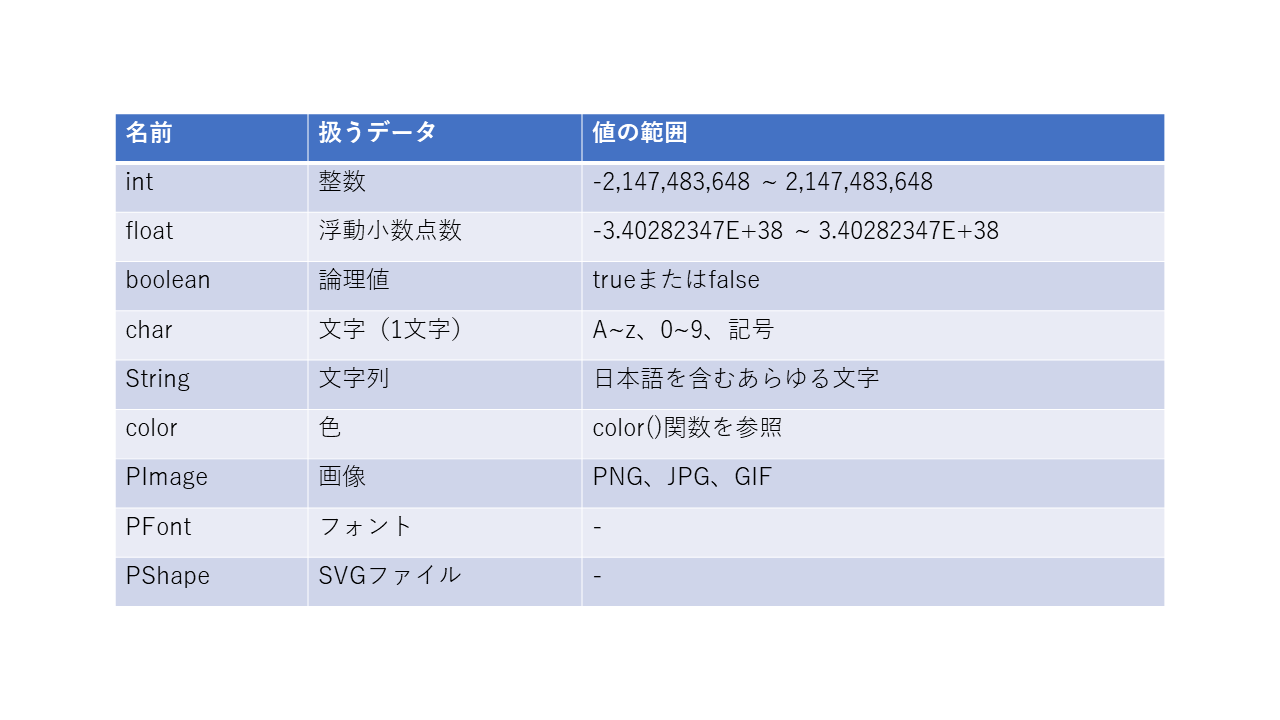 名前 扱うデータ 値の範囲
int 整数 -2,147,483,648 ~ 2,147,483,648
float 浮動小数点数 -3.40282347E+38 ~ 3.40282347E+38
boolean 論理値 trueまたはfalse
char 文字（1文字） A~z、0~9、記号
String 文字列 日本語を含むあらゆる文字
color 色 color()関数を参照
PImage 画像 PNG、JPG、GIF
PFont フォント -
PShape SVGファイル -